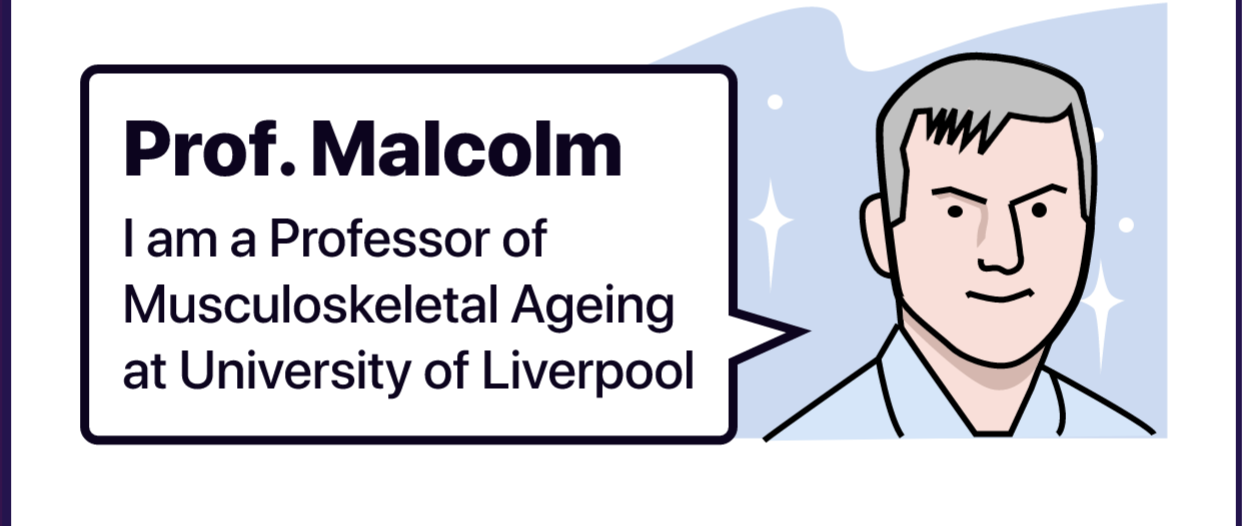 Prof. Malcolm
I am a Professor of
Musculoskeletal Ageing
at University of Liverpool